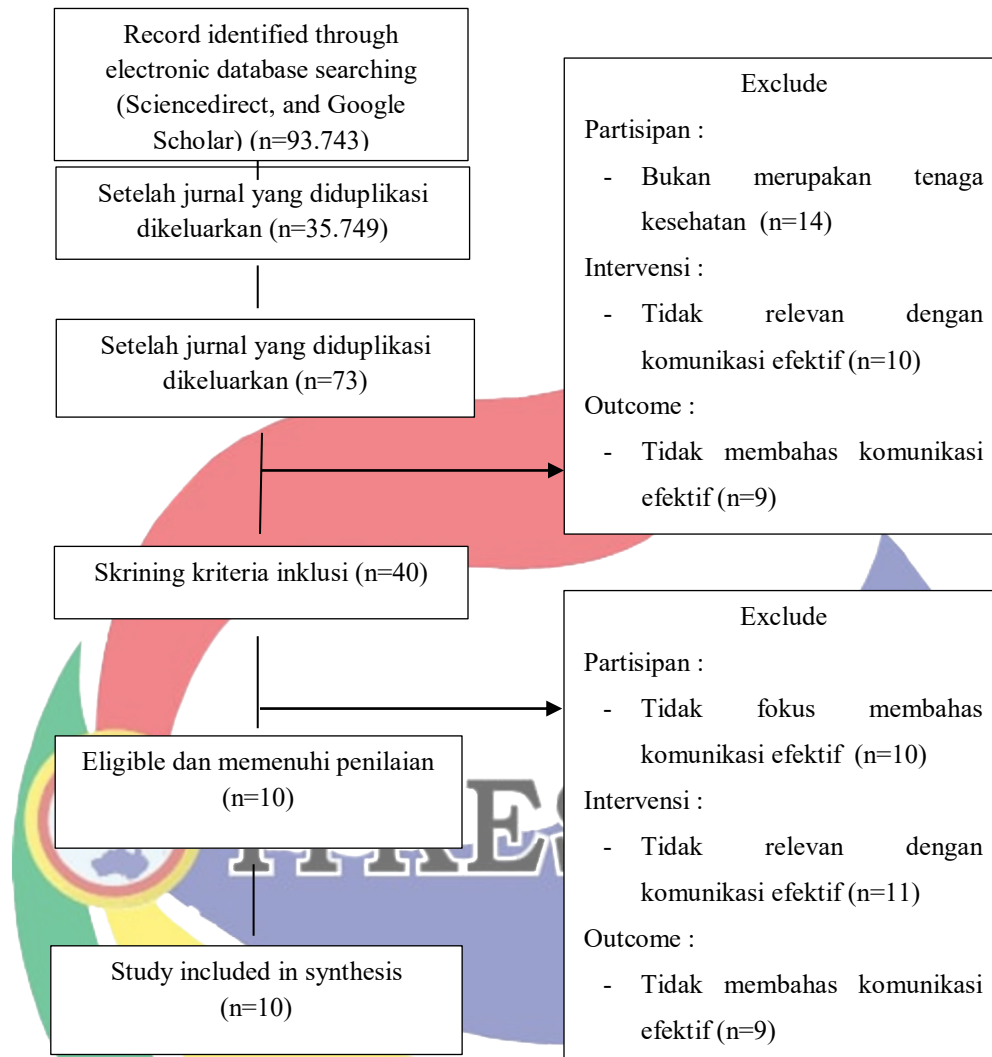 Record identified through
electronic database searching
(Sciencedirect, and Google
Scholar) (n=93.743)
Setelah jurnal yang diduplikasi
dikeluarkan (n=35.749)
Setelah jurnal yang diduplikasi
dikeluarkan (n=73)
Exclude
Partisipan :
- Bukan merupakan tenaga
kesehatan (n=14)
Intervensi :
- Tidak relevan dengan
komunikasi efektif (n=10)
Outcome :
- Tidak membahas komunikasi
efektif (n=9)
Skrining kriteria inklusi (n=40)
Exclude
Partisipan :
- Tidak fokus membahas
komunikasi efektif (n=10)
Intervensi :
- Tidak relevan dengan
komunikasi efektif (n=11)
Outcome :
- Tidak membahas komunikasi
efektif (n=9)
Eligible dan memenuhi penilaian
(n=10)
Study included in synthesis
(n=10)